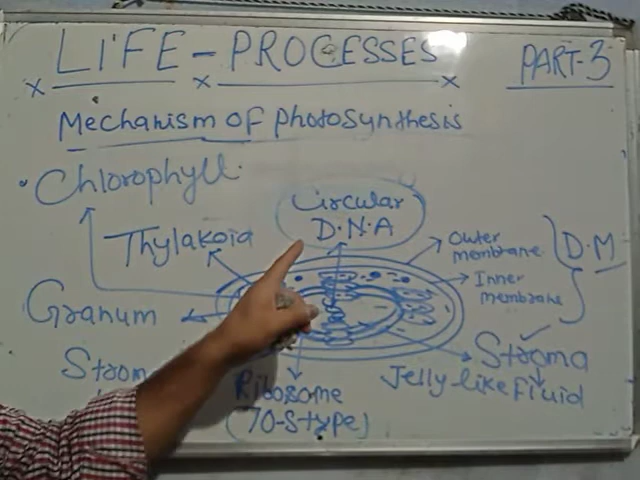 LIFE - PROCESSES
PART-3
Mechanism of Photosynthesis
Chlorophyll
Circular
D.N.A
Thylakoid
Outer
membrane
D.M
Inner
membrane
Granum
Stroma
Stroma
Jelly-like Fluid
Ribosome
(70-S type)